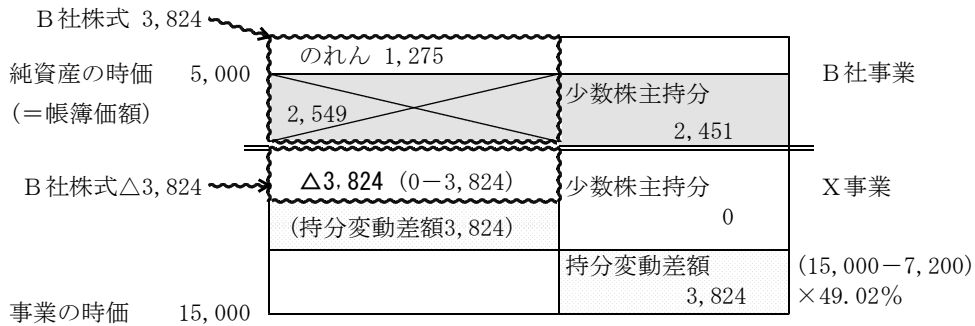 B社株式 3,824
のれん 1,275
純資産の時価 5,000
B社事業
(＝帳簿価額)
少数株主持分
2,549
2,451
B社株式△3,824
△3,824 (0－3,824)
少数株主持分
X事業
0
(持分変動差額3,824)
持分変動差額
(15,000－7,200)
3,824
×49.02%
事業の時価 15,000